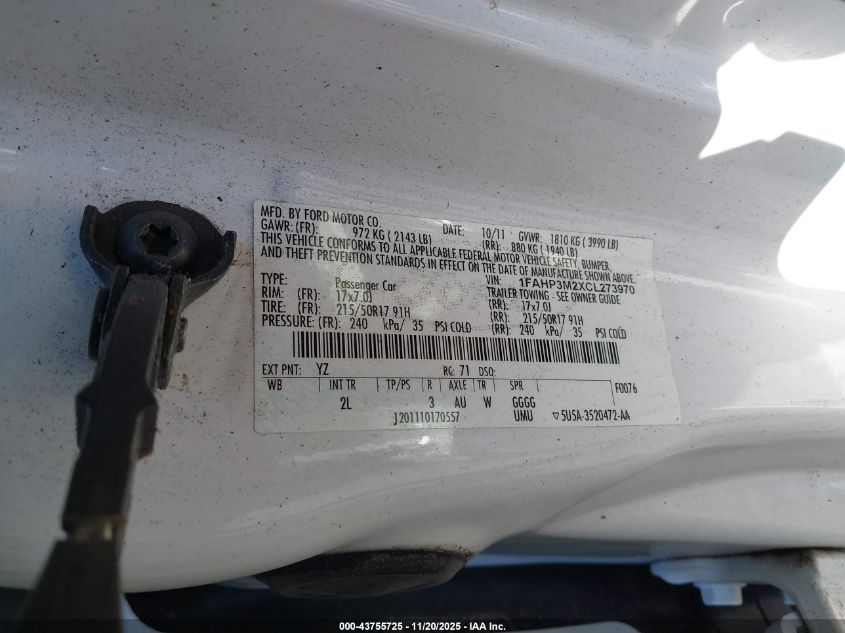 MFD. BY FORD MOTOR CO.
DATE: 10/11 GVWR: 1810 KG ( 3990 LB)
GAWR: (FR) 972 KG ( 2143 LB) (RR): 880 KG ( 1940 LB)
THIS VEHICLE CONFORMS TO ALL APPLICABLE FEDERAL MOTOR VEHICLE SAFETY, BUMPER,
AND THEFT PREVENTION STANDARDS IN EFFECT ON THE DATE OF MANUFACTURE SHOWN ABOVE.
VIN: 1FAHP3M2XCL273970
TYPE: Passenger Car TRAILER TOWING - SEE OWNER GUIDE
RIM: (FR) 17x7.0J (RR): 17x7.0J
TIRE: (FR) 215/50R17 91H (RR): 215/50R17 91H
PRESSURE: (FR) 240 kPa/ 35 PSI COLD (RR): 240 kPa/ 35 PSI COLD
EXT PNT: YZ RC: 71 DSO:
WB INT TR TP/PS R AXLE TR SPR F0076
2L 3 AU W GGGG
J201110170557 UMU ▽5U5A-3520472-AA
000-43755725 - 11/20/2025 - IAA Inc.